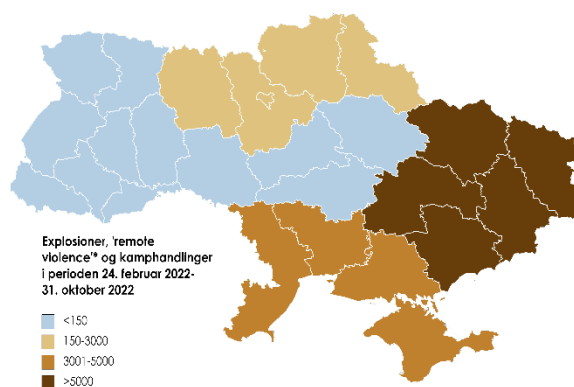 Explosioner, 'remote
violence'* og kamphandlinger
i perioden 24. februar 2022-
31. oktober 2022
<150
150-3000
3001-5000
>5000